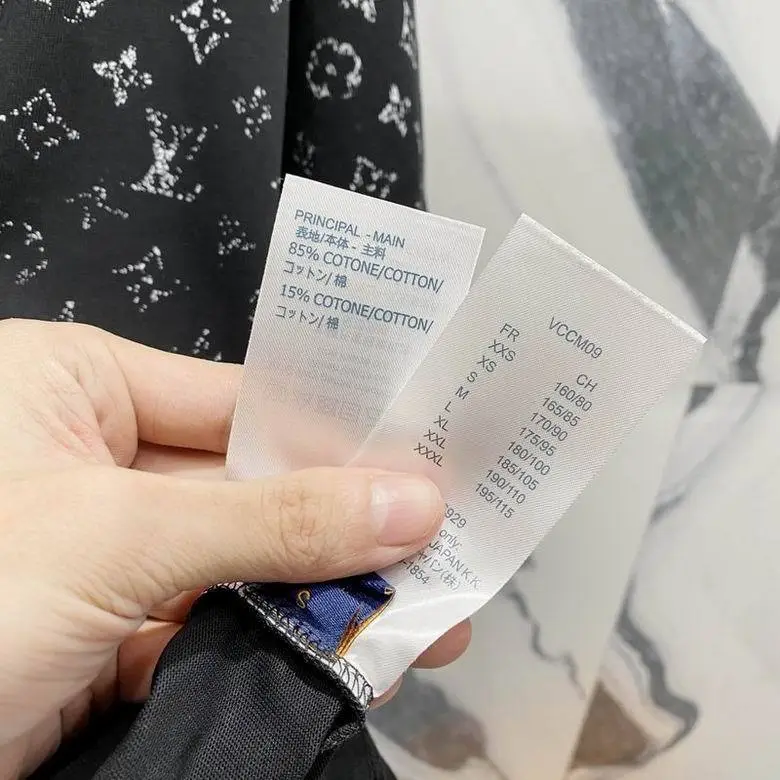 PRINCIPAL - MAIN
表地/本体 - 主料
85% COTONE/COTTON/
コットン/ 棉
15% COTONE/COTTON/
コットン/ 棉
VCCM09
FR CH
XXS 160/80
XS 165/85
S 170/90
M 175/95
L 180/100
XL 185/105
XXL 190/110
XXXL 195/115
929
only:
JAPAN K.K.
ャパン(株)
-1854
S